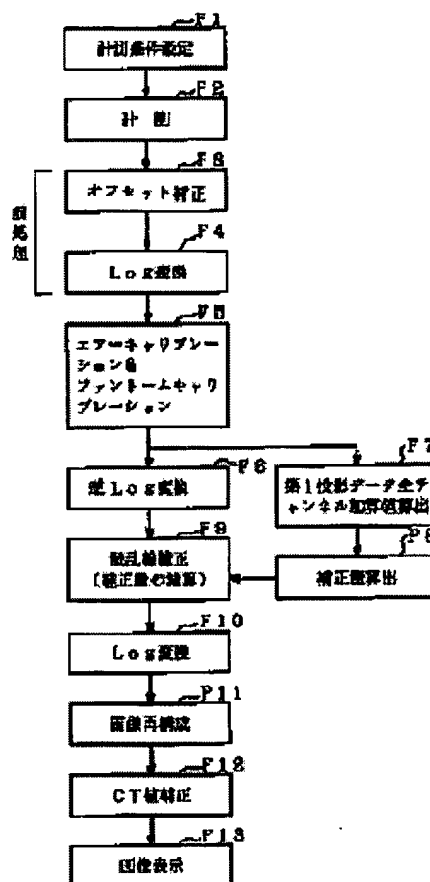 F1
計測条件設定
F2
計測
F3
オフセット補正
前処理
F4
Log変換
F5
エアーキャリブレー
ション&
ファントームキャリ
ブレーション
F6
逆Log変換
F7
第1投影データ全チ
ャンネル加算値算出
F8
補正量算出
F9
散乱線補正
(補正量の減算)
F10
Log変換
F11
画像再構成
F12
CT値補正
F13
画像表示